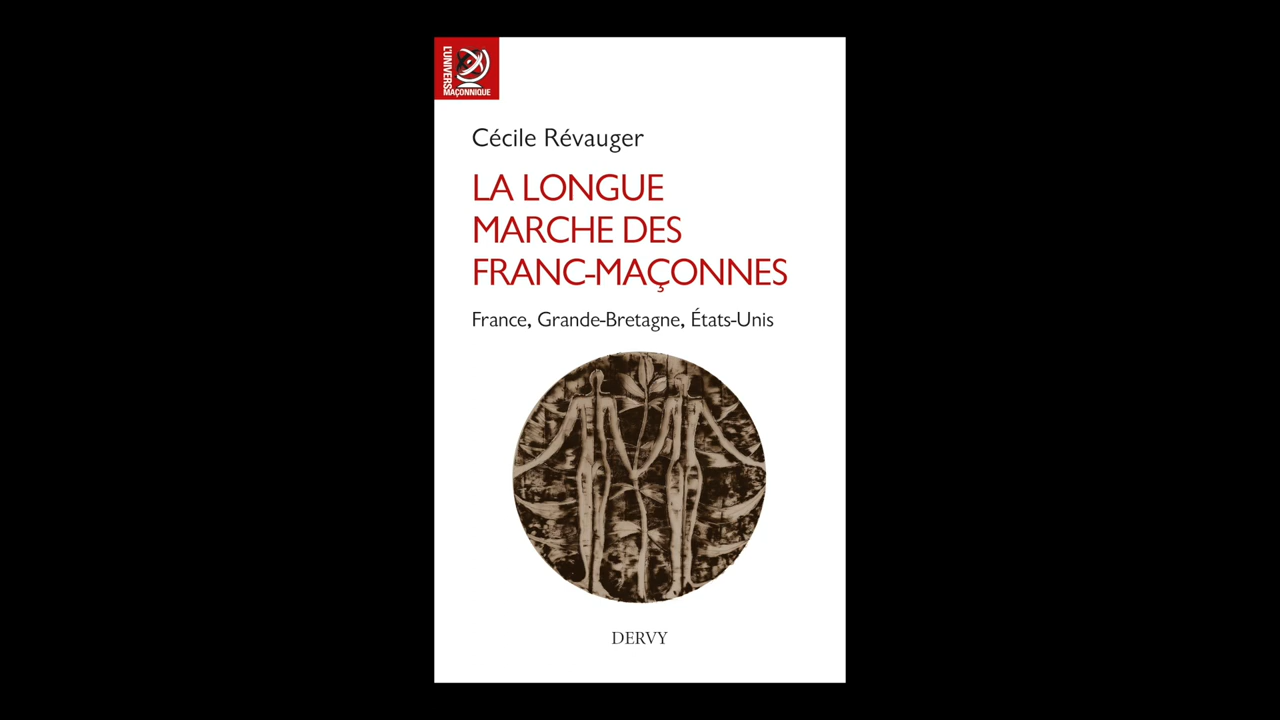 L'UNIVERS
MAÇONNIQUE
Cécile Révauger
LA LONGUE
MARCHE DES
FRANC-MAÇONNES
France, Grande-Bretagne, États-Unis
DERVY